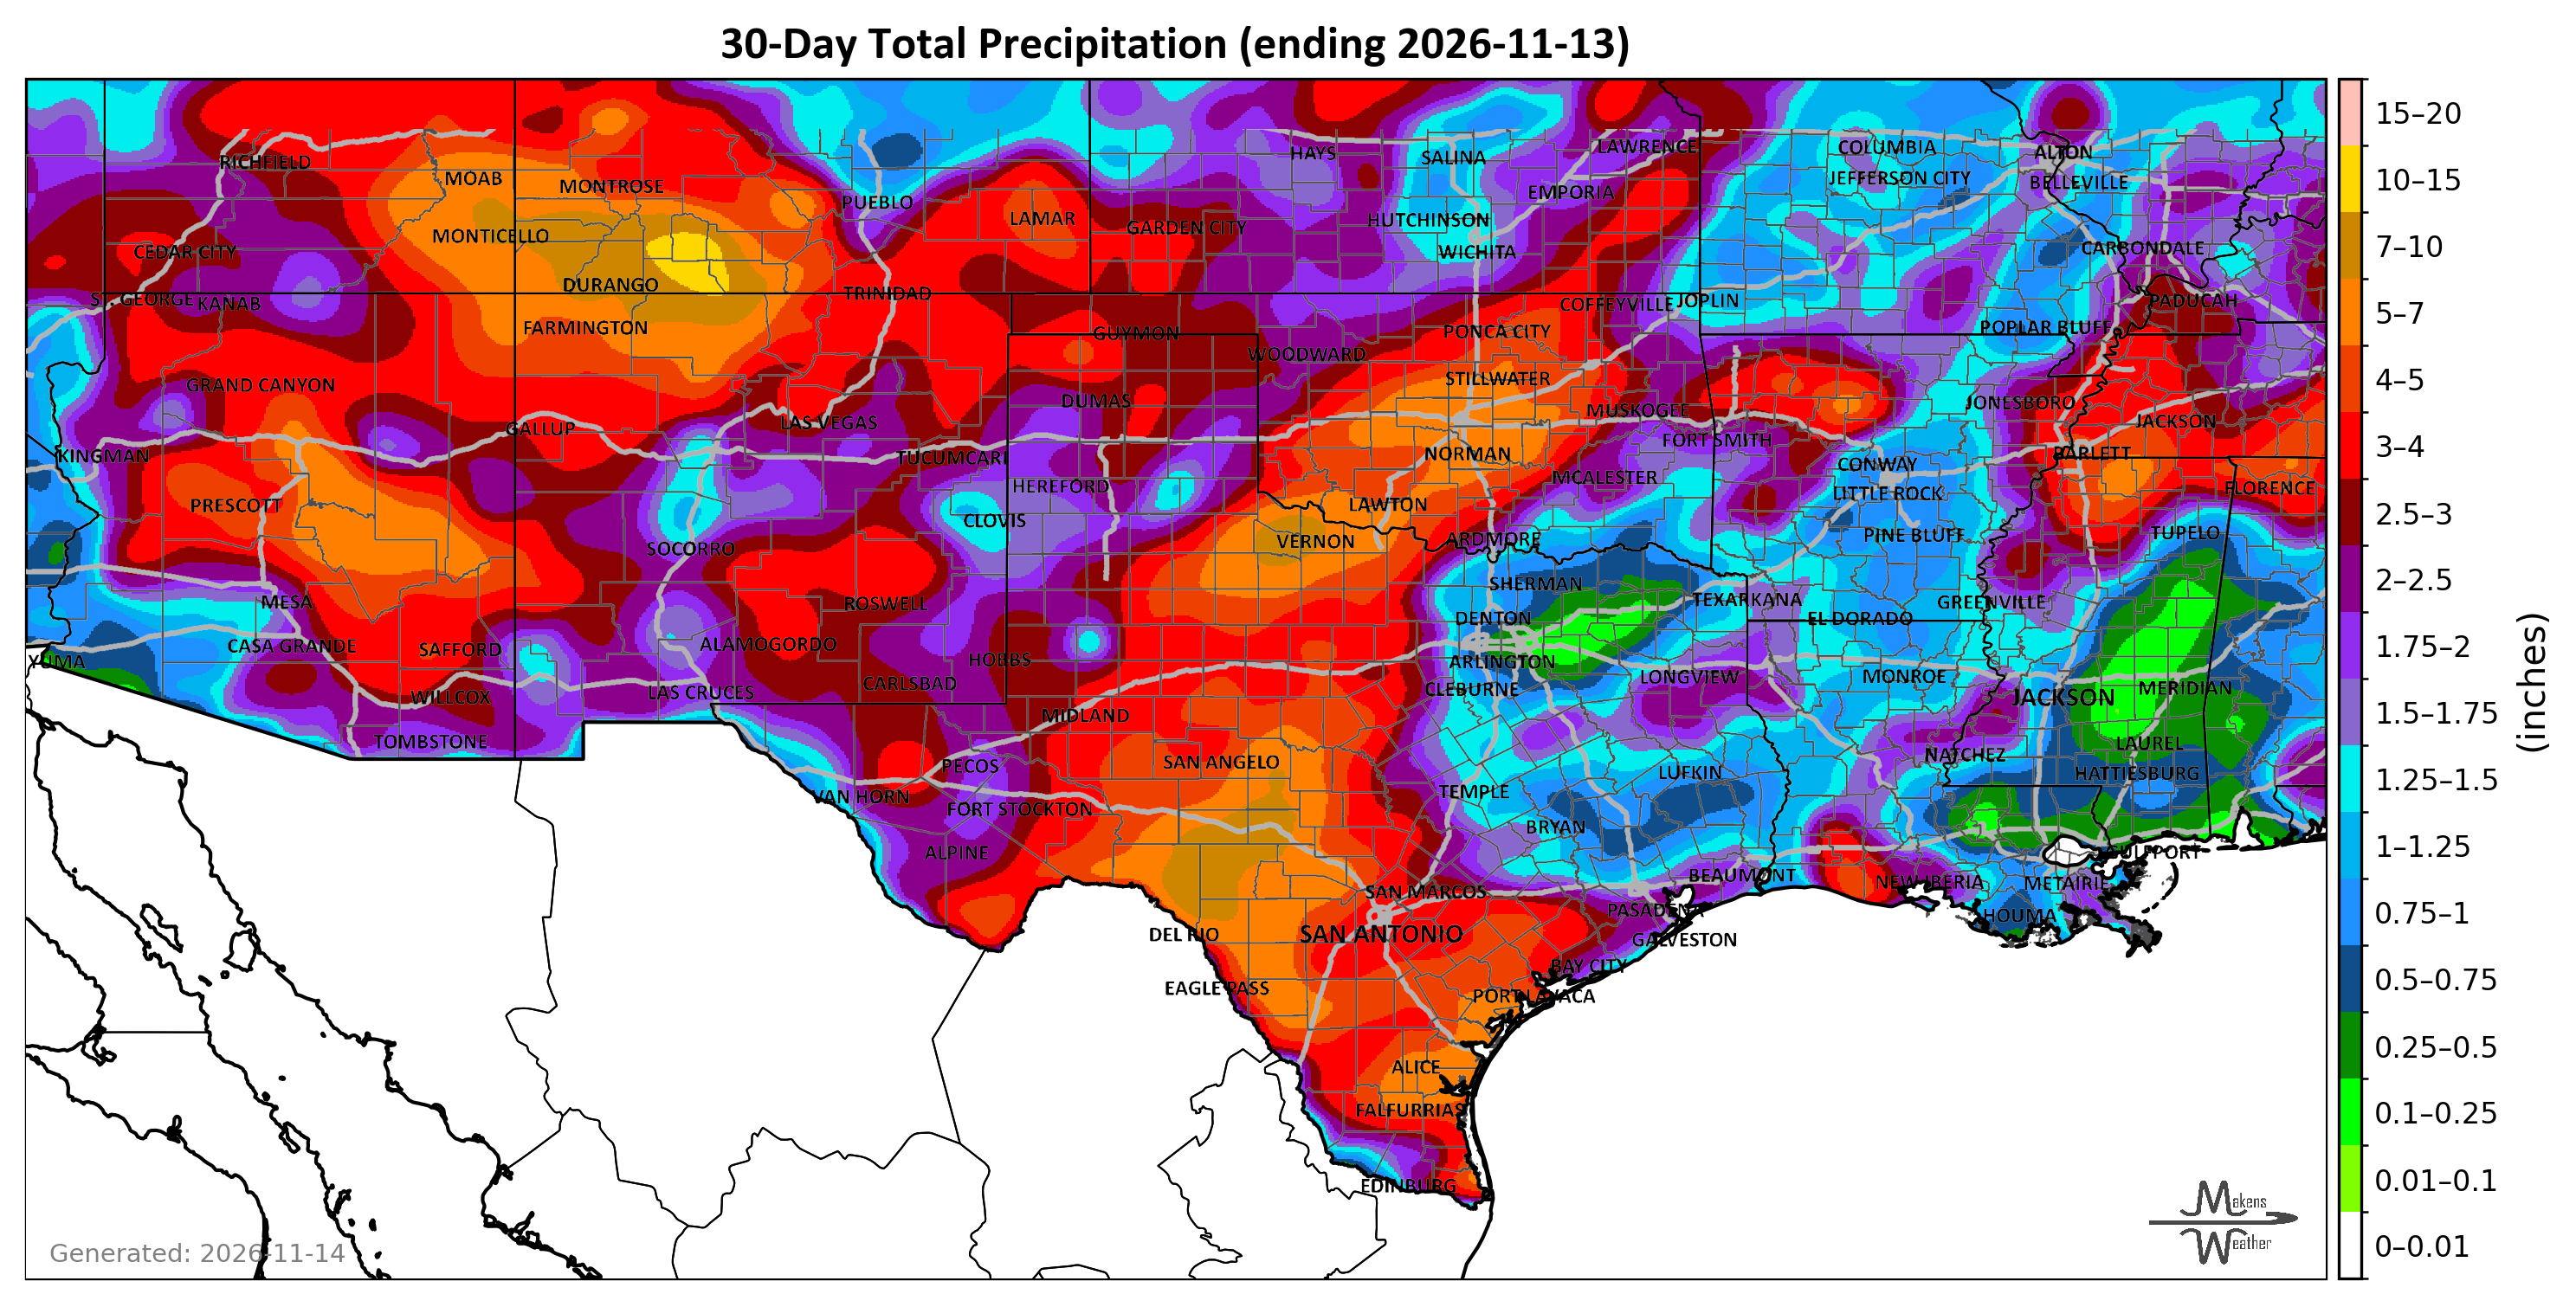 30-Day Total Precipitation (ending 2026-11-13)
RICHFIELD
MOAB
MONTROSE
PUEBLO
LAMAR
HAYS
SALINA
LAWRENCE
COLUMBIA
ALTON
EMPORIA
JEFFERSON CITY
BELLEVILLE
CEDAR CITY
MONTICELLO
GARDEN CITY
HUTCHINSON
WICHITA
CARBONDALE
ST. GEORGE
KANAB
DURANGO
TRINIDAD
COFFEYVILLE
JOPLIN
PADUCAH
FARMINGTON
GUYMON
PONCA CITY
POPLAR BLUFF
WOODWARD
GRAND CANYON
DUMAS
STILLWATER
JONESBORO
GALLUP
LAS VEGAS
MUSKOGEE
JACKSON
KINGMAN
TUCUMCARI
NORMAN
FORT SMITH
CONWAY
BARLETT
PRESCOTT
HEREFORD
LAWTON
MCALESTER
LITTLE ROCK
FLORENCE
SOCORRO
CLOVIS
VERNON
ARDMORE
PINE BLUFF
TUPELO
MESA
ROSWELL
SHERMAN
TEXARKANA
GREENVILLE
CASA GRANDE
SAFFORD
ALAMOGORDO
DENTON
EL DORADO
YUMA
HOBBS
ARLINGTON
WILLCOX
LAS CRUCES
CARLSBAD
CLEBURNE
LONGVIEW
MONROE
JACKSON
MERIDIAN
TOMBSTONE
MIDLAND
PECOS
SAN ANGELO
NATCHEZ
LAUREL
VAN HORN
FORT STOCKTON
TEMPLE
LUFKIN
HATTIESBURG
ALPINE
BRYAN
GULFPORT
SAN MARCOS
BEAUMONT
NEW IBERIA
METAIRIE
DEL RIO
SAN ANTONIO
PASADENA
HOUMA
GALVESTON
EAGLE PASS
BAY CITY
PORT LAVACA
ALICE
FALFURRIAS
EDINBURG
Generated: 2026-11-14
Makens
Weather
15–20
10–15
7–10
5–7
4–5
3–4
2.5–3
2–2.5
1.75–2
1.5–1.75
1.25–1.5
1–1.25
0.75–1
0.5–0.75
0.25–0.5
0.1–0.25
0.01–0.1
0–0.01
(inches)